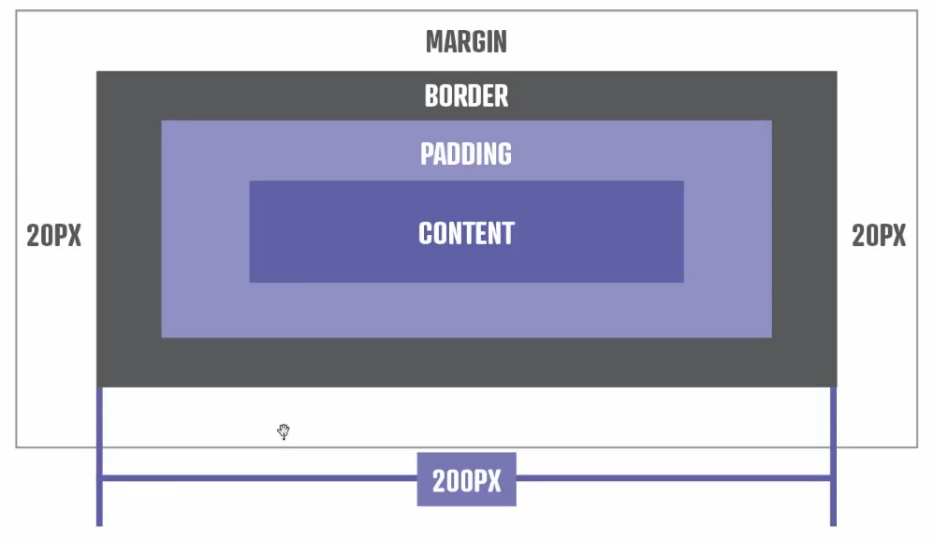 MARGIN
BORDER
PADDING
CONTENT
20PX
20PX
200PX